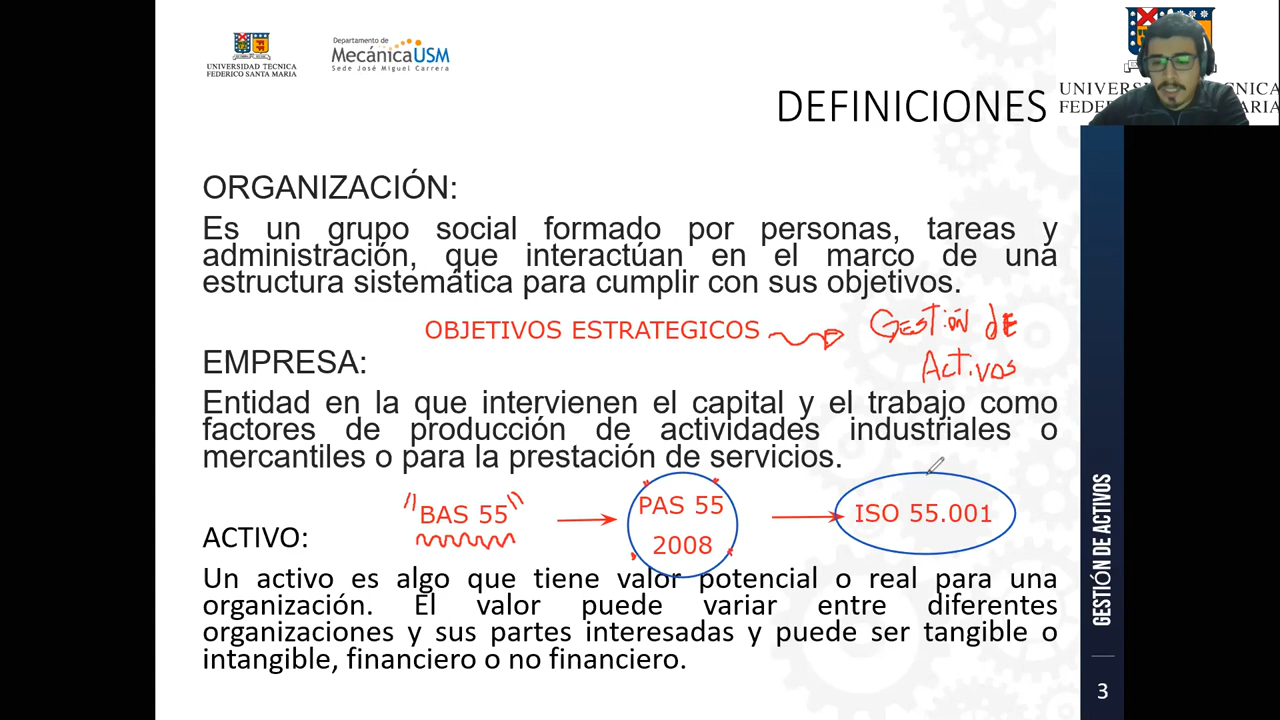 UNIVERSIDAD TECNICA
FEDERICO SANTA MARIA
Departamento de
MecánicaUSM
Sede José Miguel Carrera
UNIVER
NICA
FEDER
ARIA
DEFINICIONES
ORGANIZACIÓN:
Es un grupo social formado por personas, tareas y
administración, que interactúan en el marco de una
estructura sistemática para cumplir con sus objetivos.
OBJETIVOS ESTRATEGICOS
GESTIÓN dE
ACTIVOS
EMPRESA:
Entidad en la que intervienen el capital y el trabajo como
factores de producción de actividades industriales o
mercantiles o para la prestación de servicios.
"BAS 55"
PAS 55
2008
ISO 55.001
ACTIVO:
Un activo es algo que tiene valor potencial o real para una
organización. El valor puede variar entre diferentes
organizaciones y sus partes interesadas y puede ser tangible o
intangible, financiero o no financiero.
GESTIÓN DE ACTIVOS
3